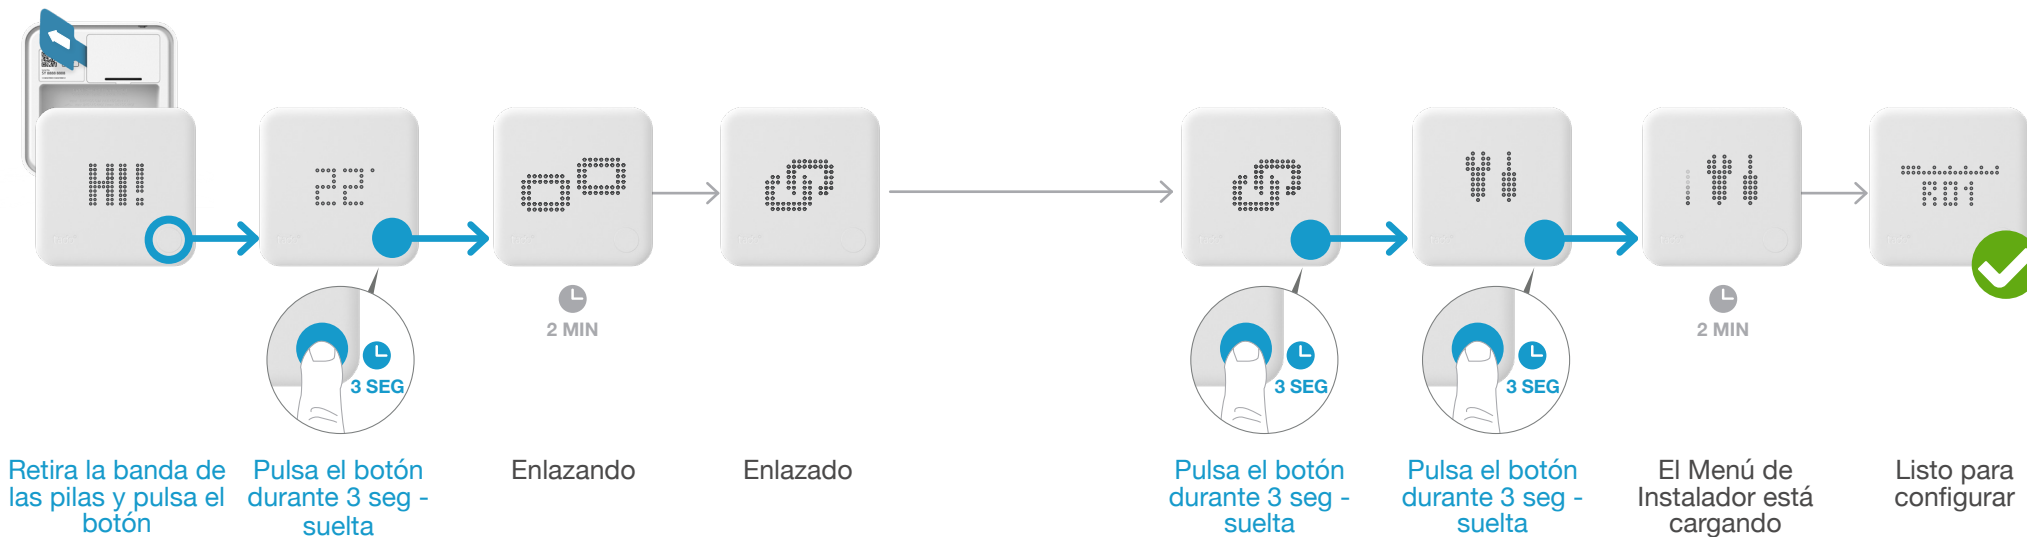 HI!
22°
R01
2 MIN
2 MIN
3 SEG
3 SEG
3 SEG
Retira la banda de
las pilas y pulsa el
botón
Pulsa el botón
durante 3 seg -
suelta
Enlazando
Enlazado
Pulsa el botón
durante 3 seg -
suelta
Pulsa el botón
durante 3 seg -
suelta
El Menú de
Instalador está
cargando
Listo para
configurar